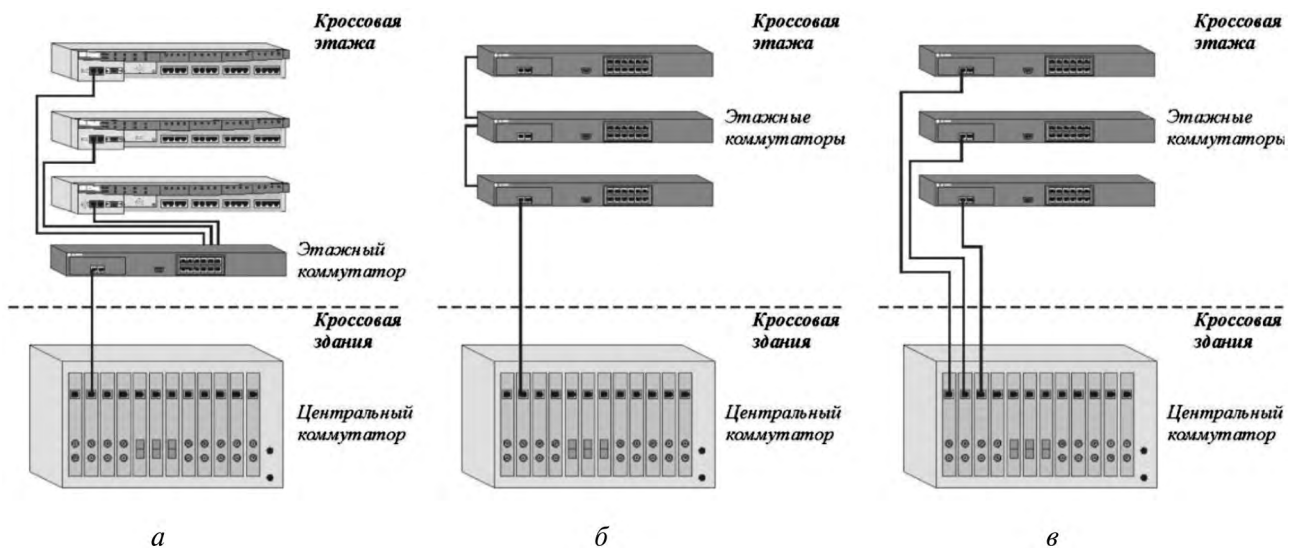 Кроссовая
этажа
Этажный
коммутатор
Кроссовая
здания
Центральный
коммутатор
а
Кроссовая
этажа
Этажные
коммутаторы
Кроссовая
здания
Центральный
коммутатор
б
Кроссовая
этажа
Этажные
коммутаторы
Кроссовая
здания
Центральный
коммутатор
в